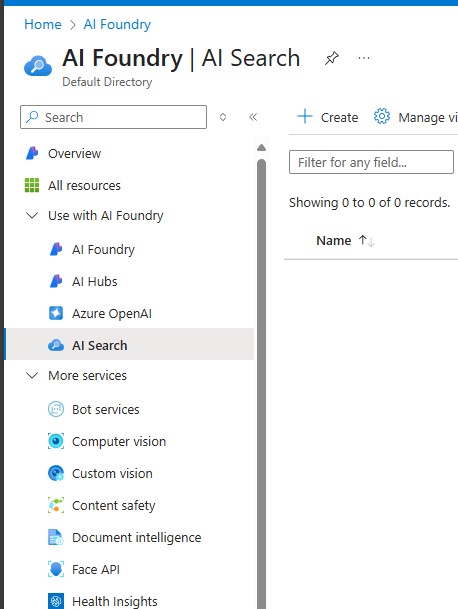 Home > AI Foundry
AI Foundry | AI Search
Default Directory
Search
Create
Manage vi
Overview
All resources
Use with AI Foundry
AI Foundry
AI Hubs
Azure OpenAI
AI Search
More services
Bot services
Computer vision
Custom vision
Content safety
Document intelligence
Face API
Health Insights
Filter for any field...
Showing 0 to 0 of 0 records.
Name ↑↓